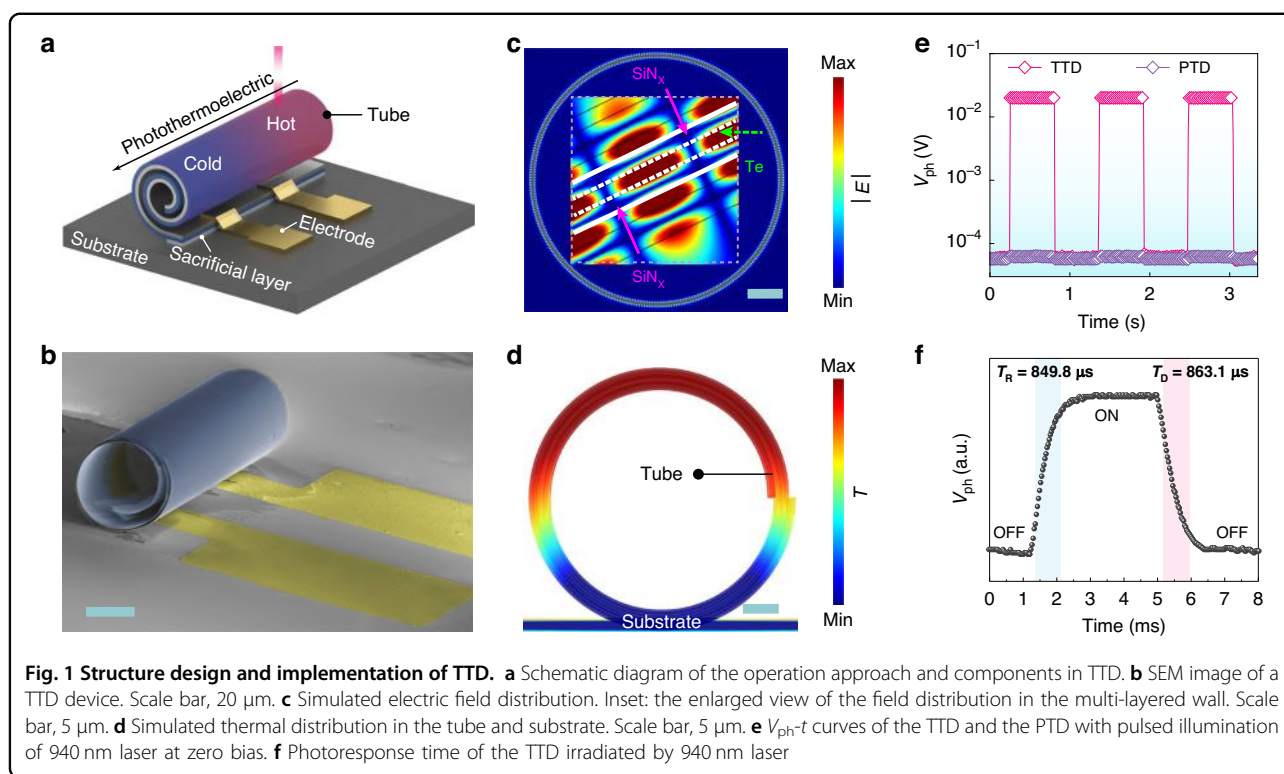 a
Photothermoelectric
Hot
Tube
Cold
Electrode
Sacrificial layer
Substrate
b
c
SiNₓ
Te
SiNₓ
Max
|E|
Min
d
Tube
Substrate
Max
T
Min
e
10⁻¹
TTD
PTD
10⁻²
10⁻³
10⁻⁴
V_ph (V)
0
1
2
3
Time (s)
f
T_R = 849.8 µs
T_D = 863.1 µs
ON
OFF
OFF
V_ph (a.u.)
0 1 2 3 4 5 6 7 8
Time (ms)
Fig. 1 Structure design and implementation of TTD. a Schematic diagram of the operation approach and components in TTD. b SEM image of a
TTD device. Scale bar, 20 µm. c Simulated electric field distribution. Inset: the enlarged view of the field distribution in the multi-layered wall. Scale
bar, 5 µm. d Simulated thermal distribution in the tube and substrate. Scale bar, 5 µm. e V_ph-t curves of the TTD and the PTD with pulsed illumination
of 940 nm laser at zero bias. f Photoresponse time of the TTD irradiated by 940 nm laser